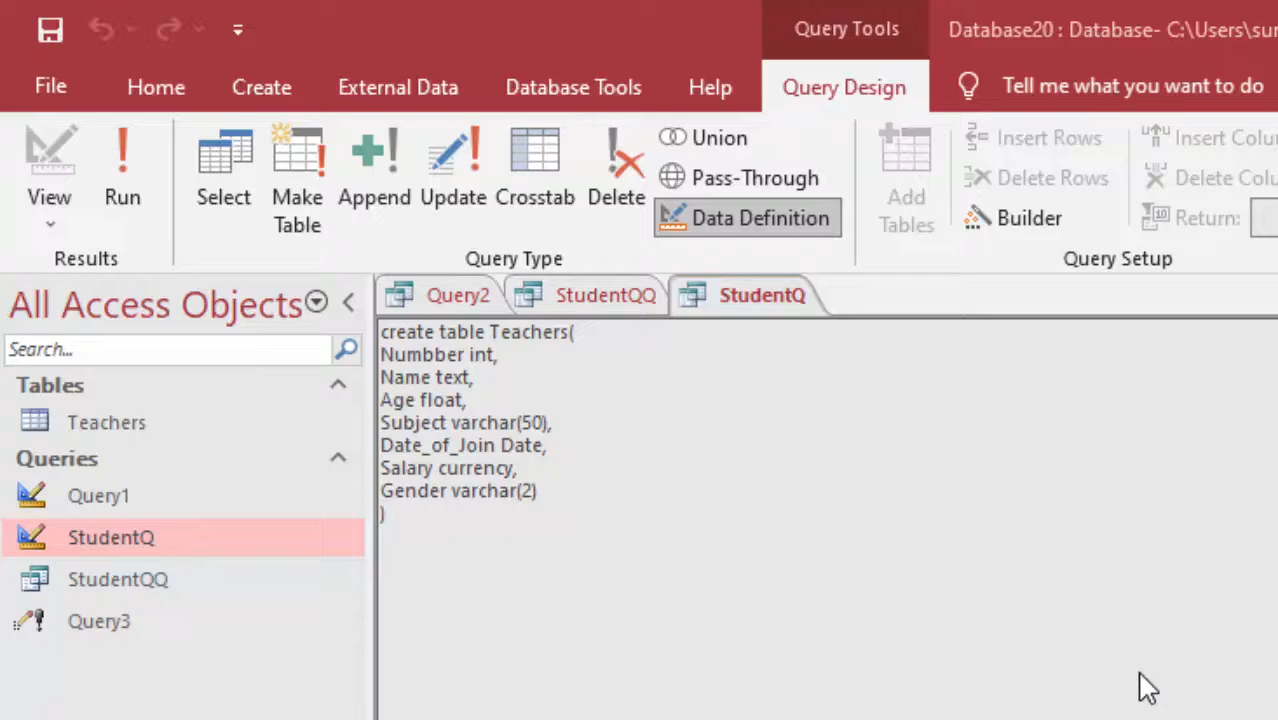 Query Tools
Database20 : Database- C:\Users\sur
File
Home
Create
External Data
Database Tools
Help
Query Design
Tell me what you want to do
View
Run
Select
Make
Table
Append
Update
Crosstab
Delete
Union
Pass-Through
Data Definition
Add
Tables
Insert Rows
Delete Rows
Builder
Insert Colu
Delete Colu
Return:
Results
Query Type
Query Setup
All Access Objects
Search...
Tables
Teachers
Queries
Query1
StudentQ
StudentQQ
Query3
Query2
StudentQQ
StudentQ
create table Teachers(
Numbber int,
Name text,
Age float,
Subject varchar(50),
Date_of_Join Date,
Salary currency,
Gender varchar(2)
)